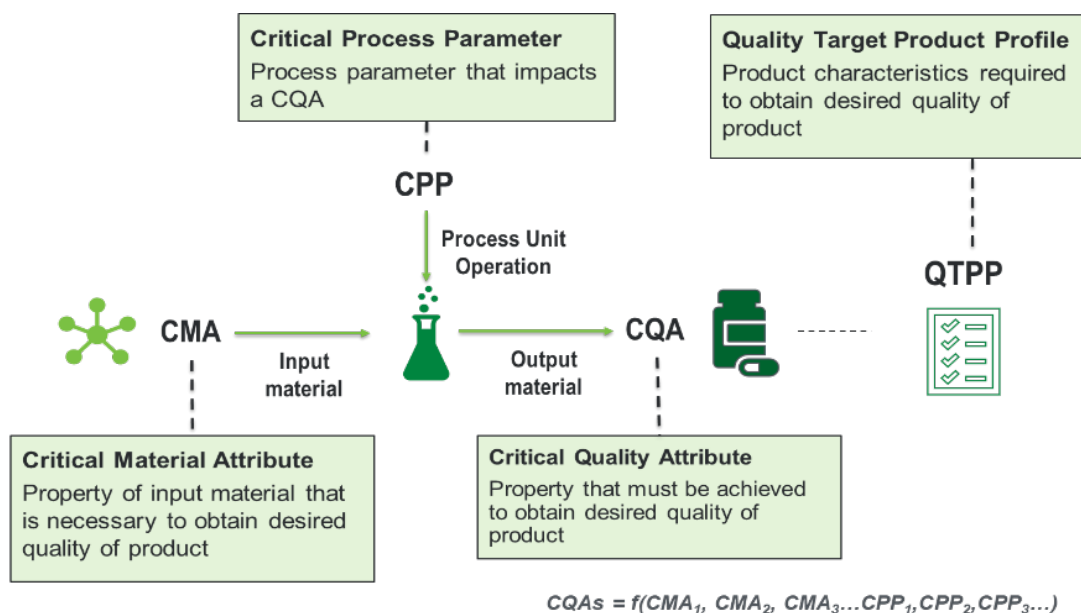 Critical Process Parameter
Process parameter that impacts
a CQA
Quality Target Product Profile
Product characteristics required
to obtain desired quality of
product
CPP
Process Unit
Operation
QTPP
CMA
Input
material
Output
material
CQA
Critical Material Attribute
Property of input material that
is necessary to obtain desired
quality of product
Critical Quality Attribute
Property that must be achieved
to obtain desired quality of
product
CQAs = f(CMA₁, CMA₂, CMA₃...CPP₁,CPP₂,CPP₃...)